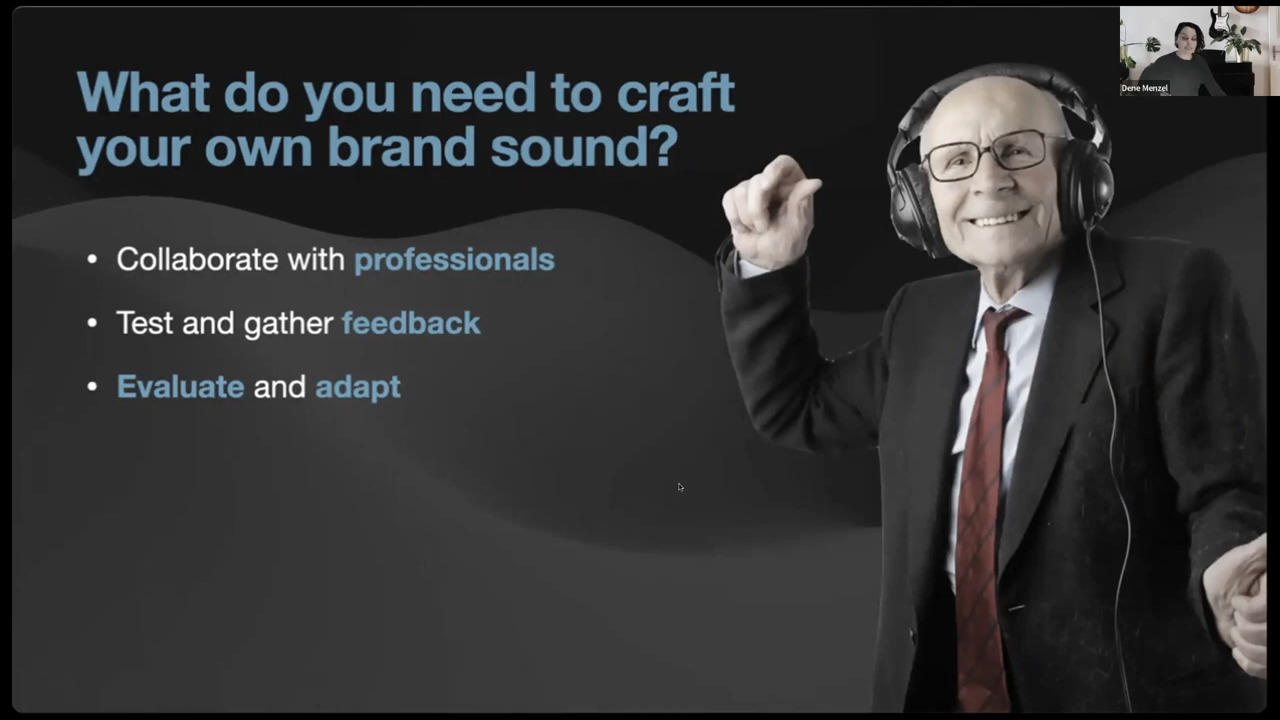 What do you need to craft
your own brand sound?
• Collaborate with professionals
• Test and gather feedback
• Evaluate and adapt
Dene Menzel